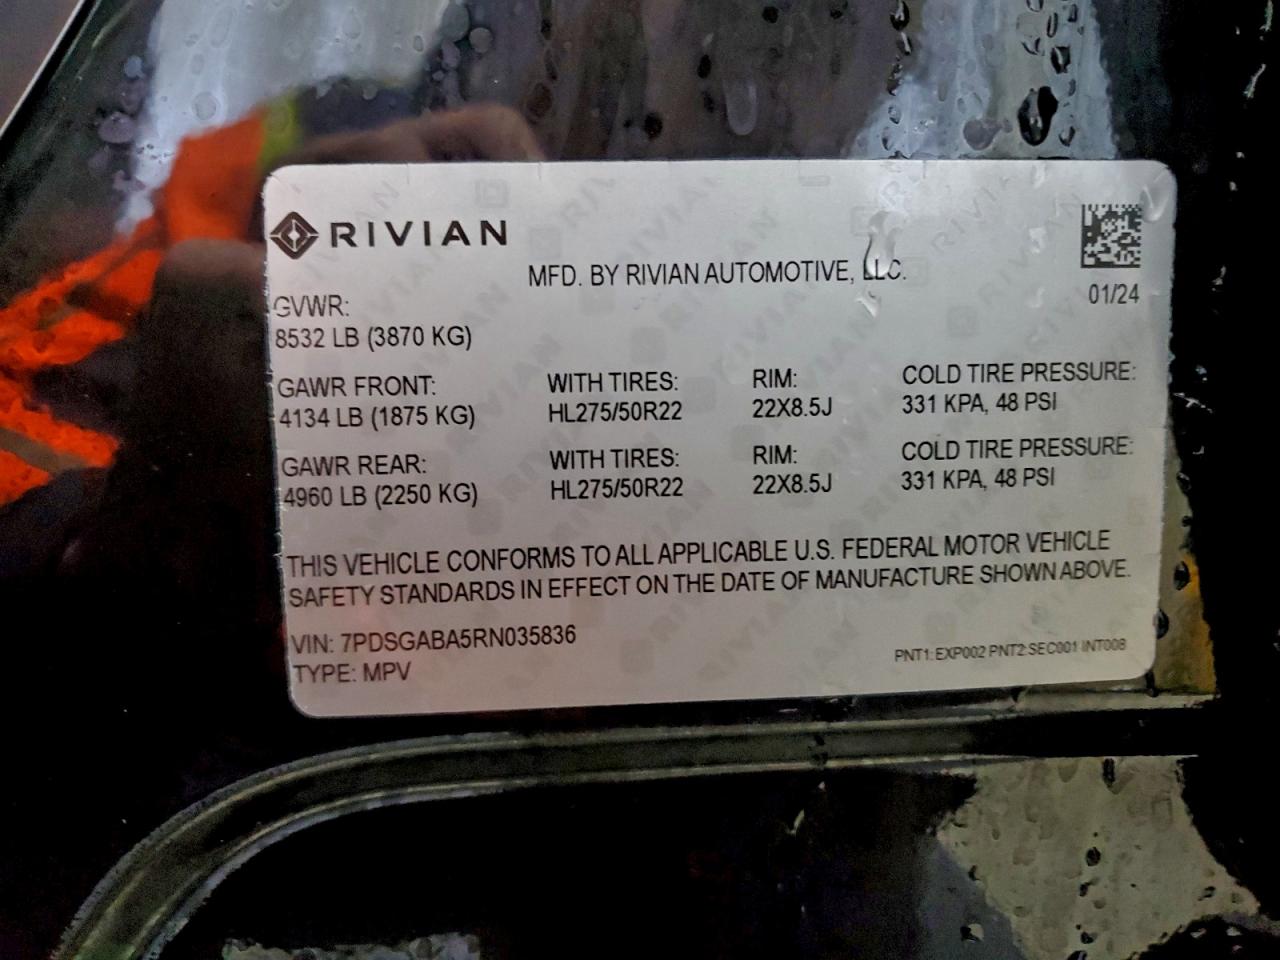 RIVIAN
MFD. BY RIVIAN AUTOMOTIVE, LLC.
01/24
GVWR:
8532 LB (3870 KG)
GAWR FRONT: WITH TIRES: RIM: COLD TIRE PRESSURE:
4134 LB (1875 KG) HL275/50R22 22X8.5J 331 KPA, 48 PSI
GAWR REAR: WITH TIRES: RIM: COLD TIRE PRESSURE:
4960 LB (2250 KG) HL275/50R22 22X8.5J 331 KPA, 48 PSI
THIS VEHICLE CONFORMS TO ALL APPLICABLE U.S. FEDERAL MOTOR VEHICLE
SAFETY STANDARDS IN EFFECT ON THE DATE OF MANUFACTURE SHOWN ABOVE.
VIN: 7PDSGABA5RN035836
TYPE: MPV
PNT1: EXP002 PNT2: SEC001 INT008